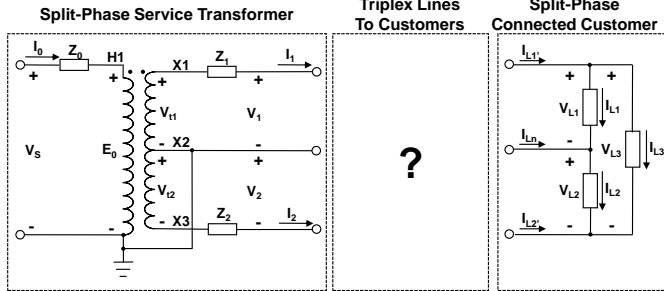 Split-Phase Service Transformer
Triplex Lines
To Customers
Split-Phase
Connected Customer
I0
Z0
H1
X1
Z1
I1
+
+
+
+
Vt1
V1
VS
E0
X2
-
-
+
+
Vt2
V2
X3
Z2
I2
-
-
-
-
?
IL1'
+
+
VL1
IL1
ILn
-
VL3
IL3
+
VL2
IL2
IL2'
-
-